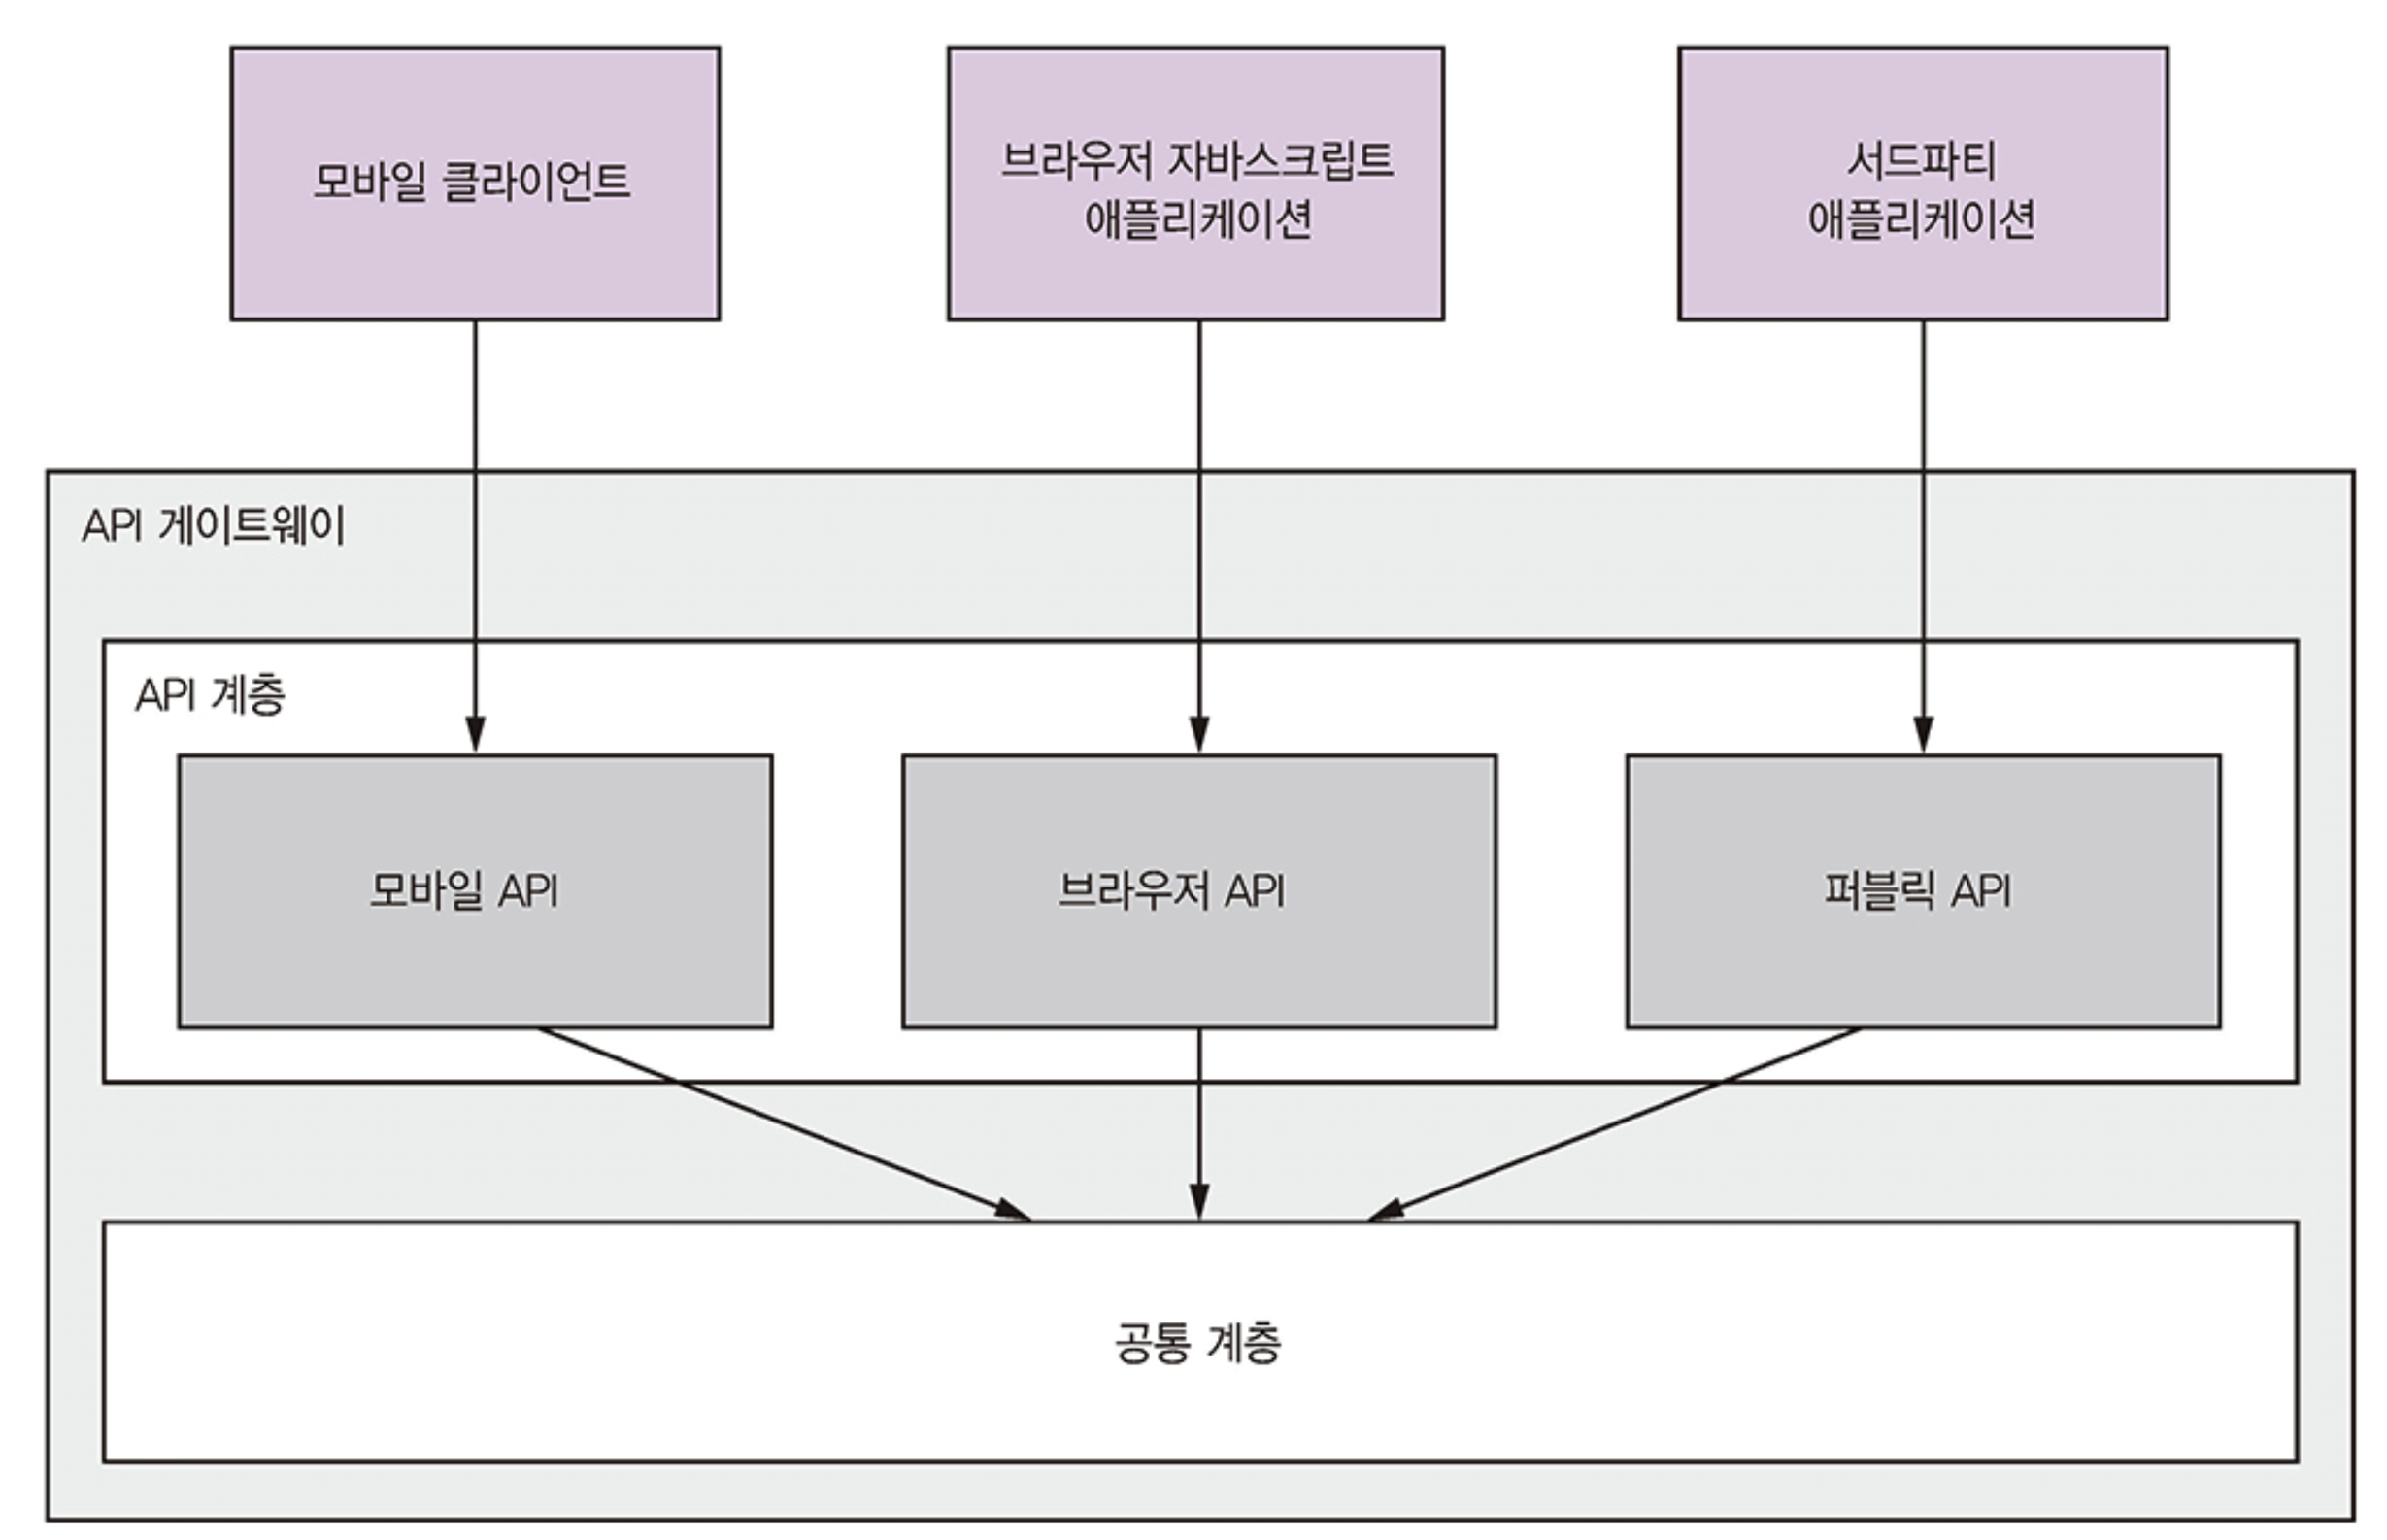 모바일 클라이언트
브라우저 자바스크립트
애플리케이션
서드파티
애플리케이션
API 게이트웨이
API 계층
모바일 API
브라우저 API
퍼블릭 API
공통 계층